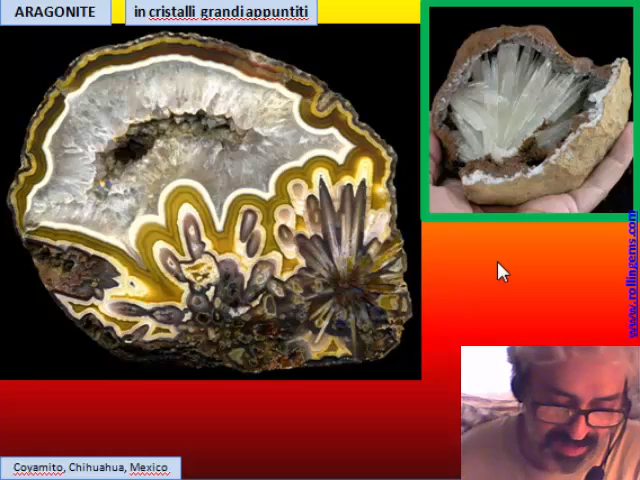 ARAGONITE
in cristalli grandi appuntiti
www.rollingems.com
Coyamito, Chihuahua, Mexico